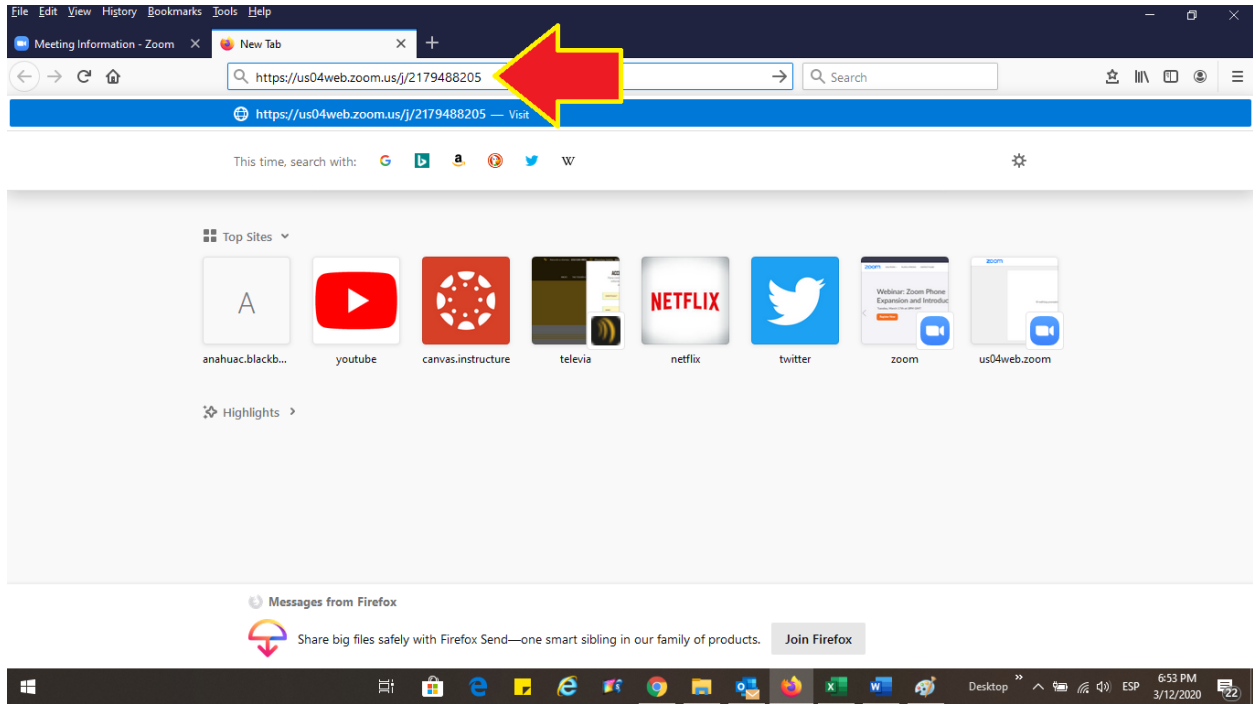 File Edit View History Bookmarks Tools Help
Meeting Information - Zoom
New Tab
https://us04web.zoom.us/j/2179488205
Search
https://us04web.zoom.us/j/2179488205 — Visit
This time, search with: G b a W
Top Sites
A
NETFLIX
zoom
Webinar: Zoom Phone
Expansion and Introduc
zoom
anahuac.blackb...
youtube
canvas.instructure
televia
netflix
twitter
zoom
us04web.zoom
Highlights
Messages from Firefox
Share big files safely with Firefox Send—one smart sibling in our family of products.
Join Firefox
Desktop
ESP
6:53 PM
3/12/2020
22